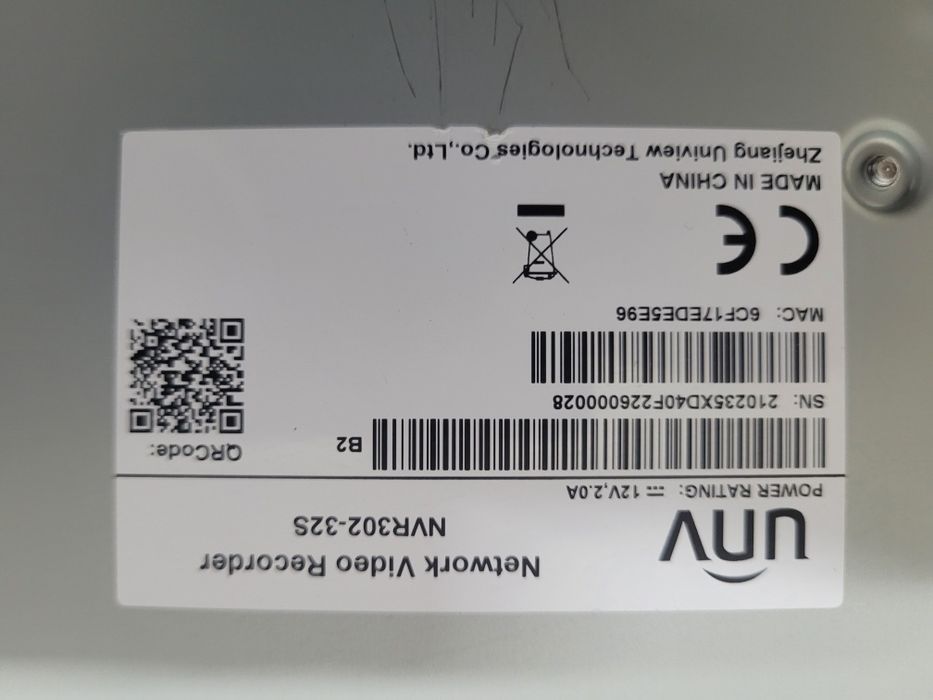 unv
Network Video Recorder
NVR302-32S
POWER RATING: ⎓ 12V,2.0A
B2
QRCode:
SN: 210235XD40F226000028
MAC: 6CF17EDE5E96
CE
MADE IN CHINA
Zhejiang Uniview Technologies Co.,Ltd.